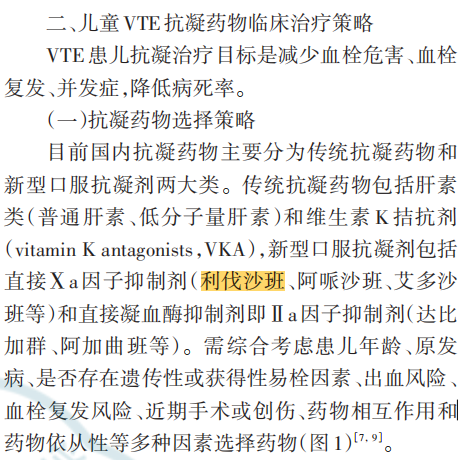 二、儿童 VTE 抗凝药物临床治疗策略
VTE 患儿抗凝治疗目标是减少血栓危害、血栓
复发、并发症,降低病死率。
(一)抗凝药物选择策略
目前国内抗凝药物主要分为传统抗凝药物和
新型口服抗凝剂两大类。传统抗凝药物包括肝素
类(普通肝素、低分子量肝素)和维生素 K 拮抗剂
(vitamin K antagonists,VKA),新型口服抗凝剂包括
直接Ⅹa因子抑制剂(利伐沙班、阿哌沙班、艾多沙
班等)和直接凝血酶抑制剂即Ⅱa因子抑制剂(达比
加群、阿加曲班等)。需综合考虑患儿年龄、原发
病、是否存在遗传性或获得性易栓因素、出血风险、
血栓复发风险、近期手术或创伤、药物相互作用和
药物依从性等多种因素选择药物(图 1)[7,9]。